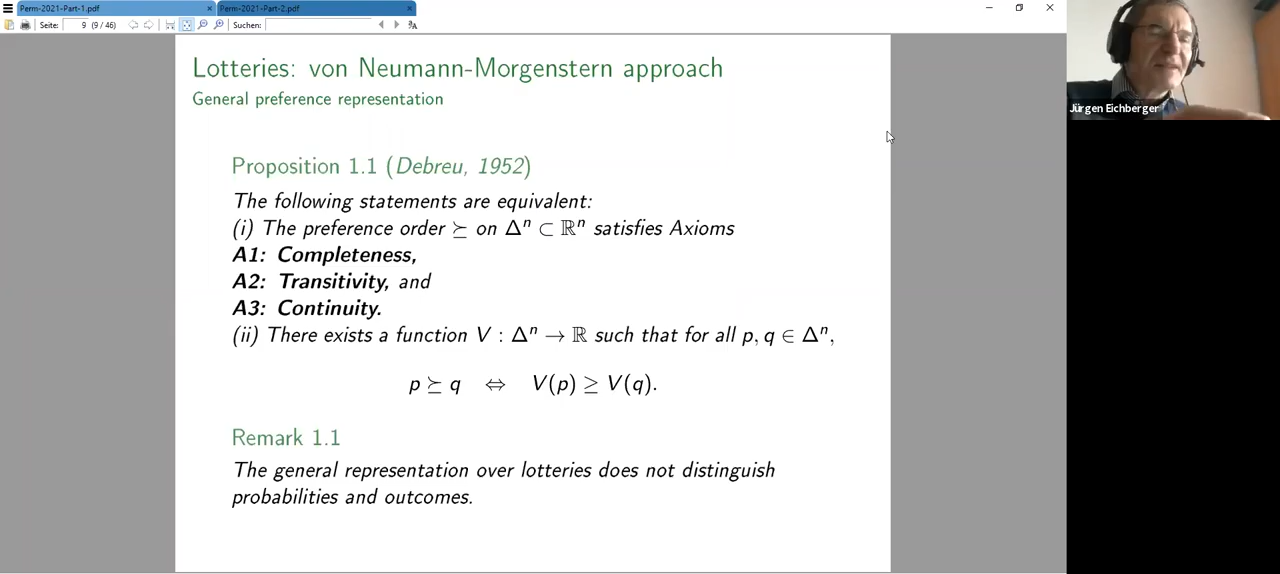 Perm-2021-Part-1.pdf × Perm-2021-Part-2.pdf ×
Seite: 9 (9 / 46) Suchen:
Lotteries: von Neumann-Morgenstern approach
General preference representation
Jürgen Eichberger
Proposition 1.1 (Debreu, 1952)
The following statements are equivalent:
(i) The preference order ⪰ on Δⁿ ⊂ ℝⁿ satisfies Axioms
A1: Completeness,
A2: Transitivity, and
A3: Continuity.
(ii) There exists a function V : Δⁿ → ℝ such that for all p, q ∈ Δⁿ,
p ⪰ q ⇔ V(p) ≥ V(q).
Remark 1.1
The general representation over lotteries does not distinguish
probabilities and outcomes.